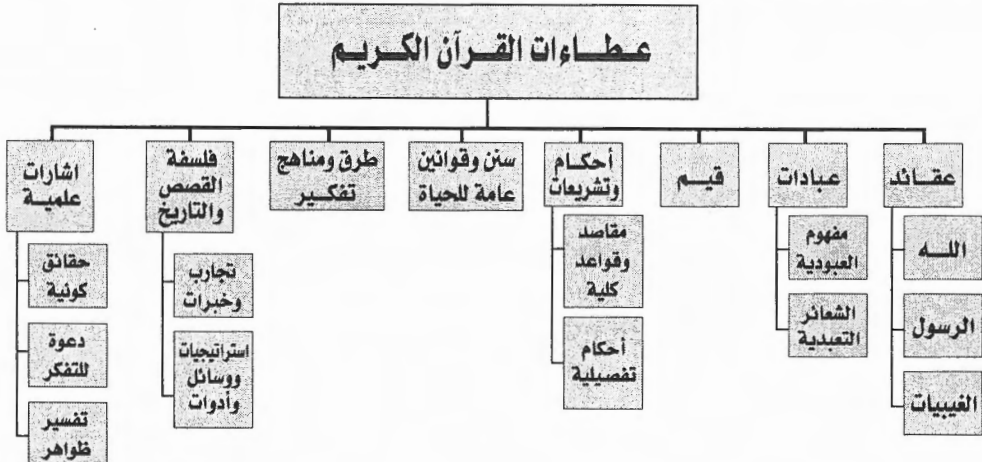 عطاءات القرآن الكريم
عقائد
الله
الرسول
الغيبيات
عبادات
مفهوم
العبودية
الشعائر
التعبدية
قيم
أحكام
وتشريعات
مقاصد
وقواعد
كلية
أحكام
تفصيلية
سنن وقوانين
عامة للحياة
طرق ومناهج
تفكير
فلسفة
القصص
والتاريخ
تجارب
وخبرات
استراتيجيات
ووسائل
وأدوات
اشارات
علمية
حقائق
كونية
دعوة
للتفكر
تفسير
ظواهر